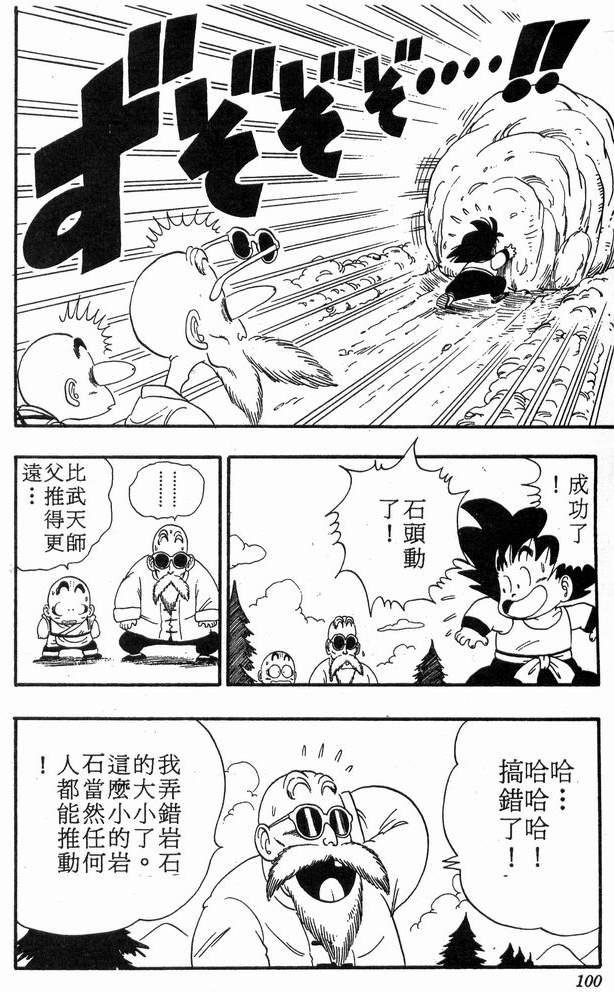 ずぞぞぞ‥‥!!
成功了
！
石頭動
了！
⋯⋯
比武天師
父推得更
遠…
哈…
哈哈哈！
搞錯了！
我弄錯岩石
的大小了。
這麼小的岩
石當然任何
人都能推動
！
100